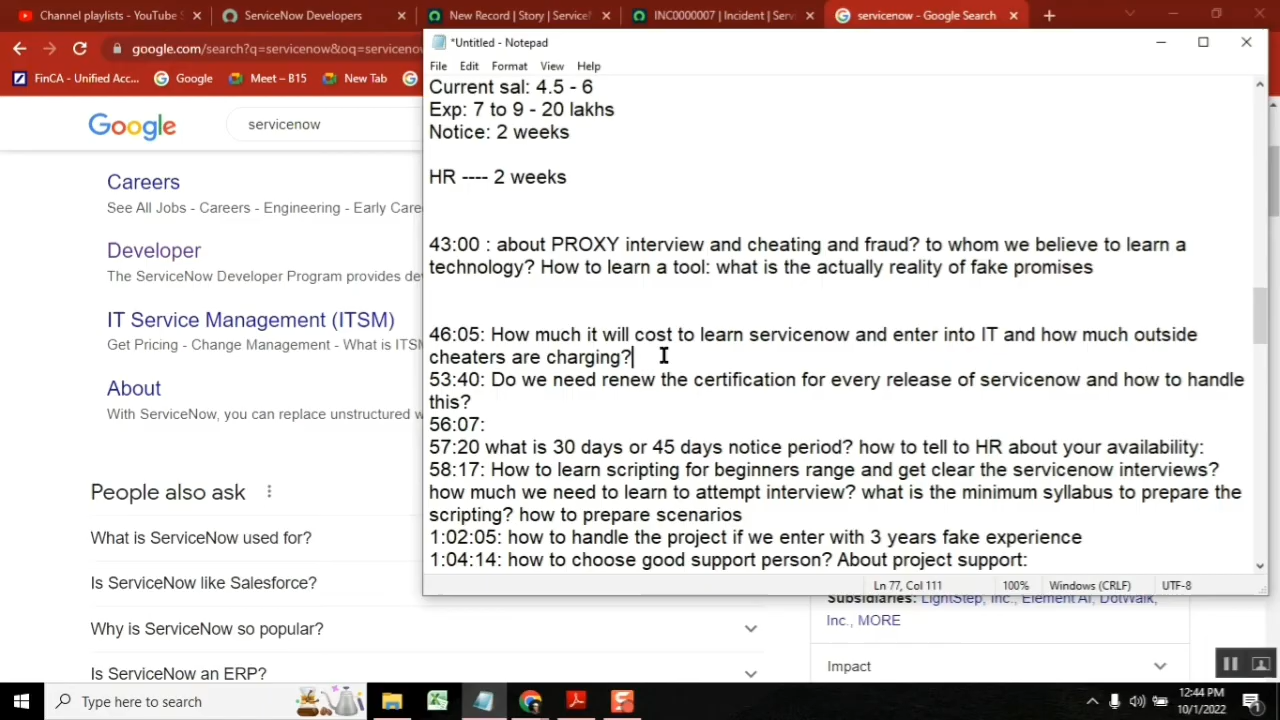 Channel playlists - YouTube S
ServiceNow Developers
New Record | Story | Service
INC0000007 | Incident | Servi
servicenow - Google Search
google.com/search?q=servicenow&oq=servicenow
FinCA - Unified Acc...
Google
Meet – B15
New Tab
Google
servicenow
Careers
See All Jobs - Careers - Engineering - Early Care
Developer
The ServiceNow Developer Program provides de
IT Service Management (ITSM)
Get Pricing - Change Management - What is ITSM
About
With ServiceNow, you can replace unstructured w
People also ask
What is ServiceNow used for?
Is ServiceNow like Salesforce?
Why is ServiceNow so popular?
Is ServiceNow an ERP?
*Untitled - Notepad
File Edit Format View Help
Current sal: 4.5 - 6
Exp: 7 to 9 - 20 lakhs
Notice: 2 weeks
HR ---- 2 weeks
43:00 : about PROXY interview and cheating and fraud? to whom we believe to learn a
technology? How to learn a tool: what is the actually reality of fake promises
46:05: How much it will cost to learn servicenow and enter into IT and how much outside
cheaters are charging?
53:40: Do we need renew the certification for every release of servicenow and how to handle
this?
56:07:
57:20 what is 30 days or 45 days notice period? how to tell to HR about your availability:
58:17: How to learn scripting for beginners range and get clear the servicenow interviews?
how much we need to learn to attempt interview? what is the minimum syllabus to prepare the
scripting? how to prepare scenarios
1:02:05: how to handle the project if we enter with 3 years fake experience
1:04:14: how to choose good support person? About project support:
Ln 77, Col 111 100% Windows (CRLF) UTF-8
Subsidiaries: LightStep, Inc., Element AI, DotWalk,
Inc., MORE
Impact
Type here to search
12:44 PM
10/1/2022
1